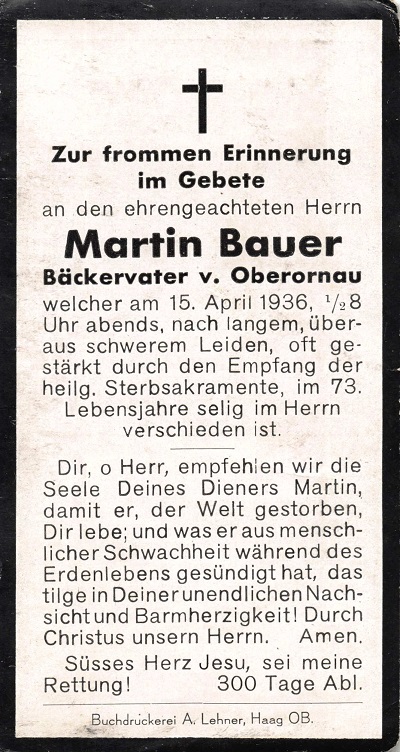 Zur frommen Erinnerung
im Gebete
an den ehrengeachteten Herrn
Martin Bauer
Bäckervater v. Oberornau
welcher am 15. April 1936, ½8
Uhr abends, nach langem, über-
aus schwerem Leiden, oft ge-
stärkt durch den Empfang der
heilg. Sterbsakramente, im 73.
Lebensjahre selig im Herrn
verschieden ist.
Dir, o Herr, empfehlen wir die
Seele Deines Dieners Martin,
damit er, der Welt gestorben,
Dir lebe; und was er aus mensch-
licher Schwachheit während des
Erdenlebens gesündigt hat, das
tilge in Deiner unendlichen Nach-
sicht und Barmherzigkeit! Durch
Christus unsern Herrn. Amen.
Süsses Herz Jesu, sei meine
Rettung! 300 Tage Abl.
Buchdruckerei A. Lehner, Haag OB.